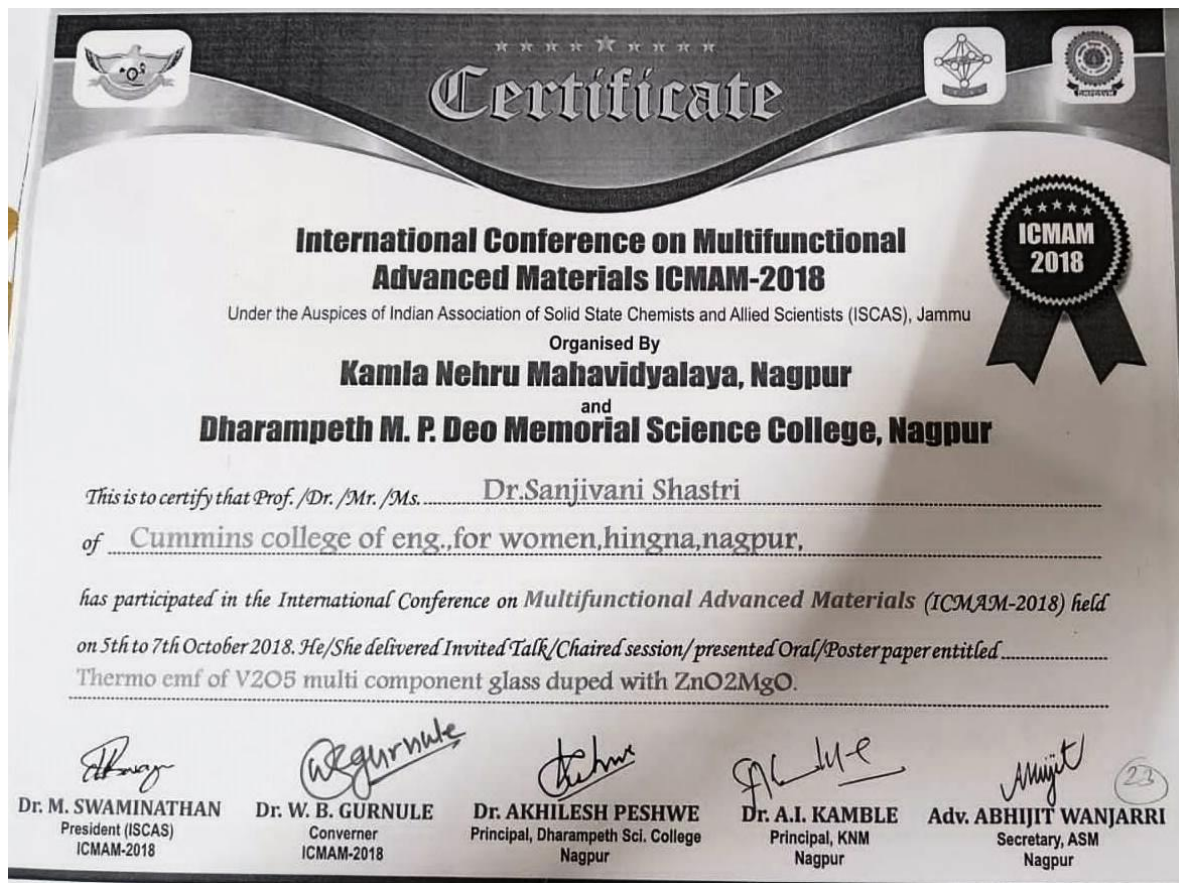 Certificate
International Conference on Multifunctional
Advanced Materials ICMAM-2018
ICMAM
2018
Under the Auspices of Indian Association of Solid State Chemists and Allied Scientists (ISCAS), Jammu
Organised By
Kamla Nehru Mahavidyalaya, Nagpur
and
Dharampeth M. P. Deo Memorial Science College, Nagpur
This is to certify that Prof. /Dr. /Mr. /Ms. Dr.Sanjivani Shastri
of Cummins college of eng.,for women,hingna,nagpur,
has participated in the International Conference on Multifunctional Advanced Materials (ICMAM-2018) held
on 5th to 7th October 2018. He/She delivered Invited Talk/Chaired session/presented Oral/Poster paper entitled
Thermo emf of V2O5 multi component glass duped with ZnO2MgO.
23
Dr. M. SWAMINATHAN
President (ISCAS)
ICMAM-2018
Dr. W. B. GURNULE
Converner
ICMAM-2018
Dr. AKHILESH PESHWE
Principal, Dharampeth Sci. College
Nagpur
Dr. A.I. KAMBLE
Principal, KNM
Nagpur
Adv. ABHIJIT WANJARRI
Secretary, ASM
Nagpur